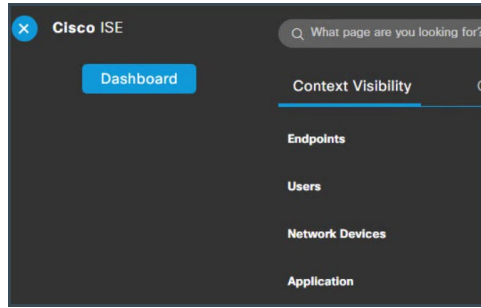 Cisco ISE
What page are you looking for?
Dashboard
Context Visibility
Endpoints
Users
Network Devices
Application